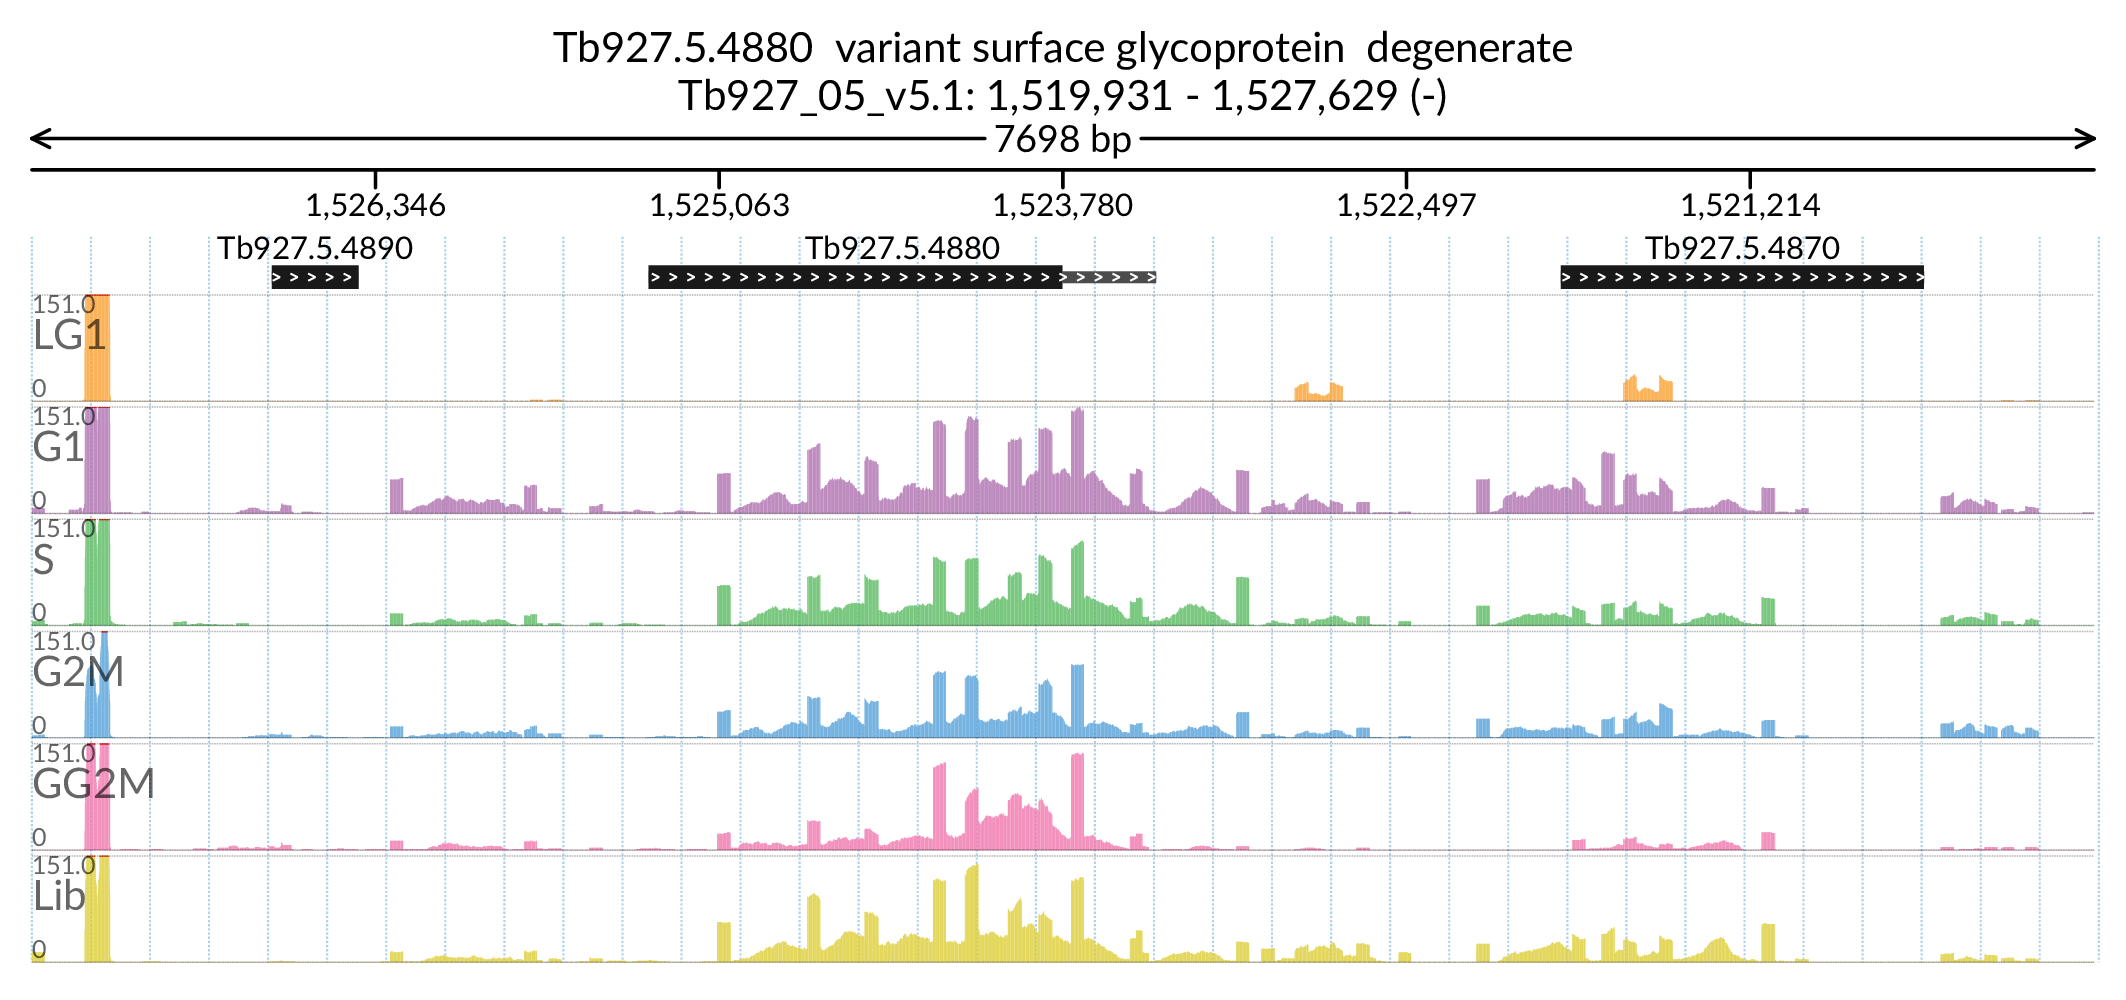 Tb927.5.4880  variant surface glycoprotein  degenerate
Tb927_05_v5.1: 1,519,931 - 1,527,629 (-)
7698 bp
1,526,346 1,525,063 1,523,780 1,522,497 1,521,214
Tb927.5.4890 Tb927.5.4880 Tb927.5.4870
151.0
LG1
0
151.0
G1
0
151.0
S
0
151.0
G2M
0
151.0
GG2M
0
151.0
Lib
0